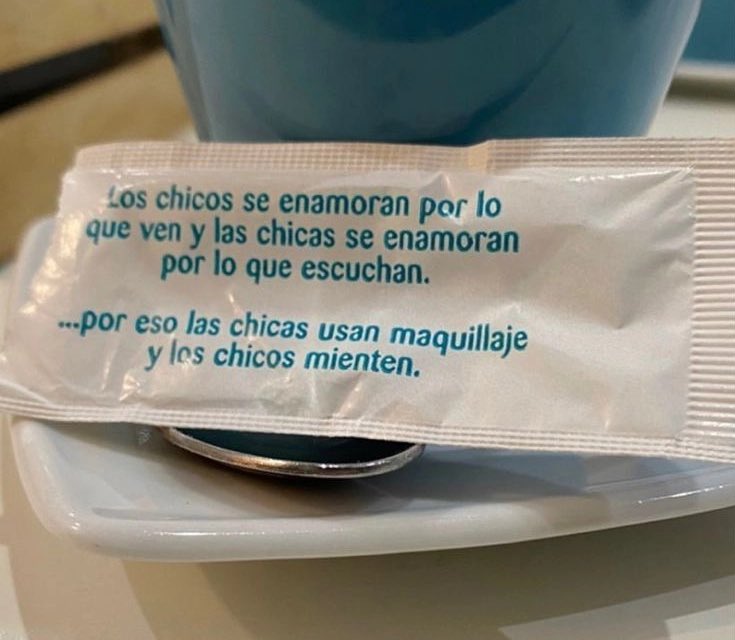 Los chicos se enamoran por lo
que ven y las chicas se enamoran
por lo que escuchan.
...por eso las chicas usan maquillaje
y los chicos mienten.